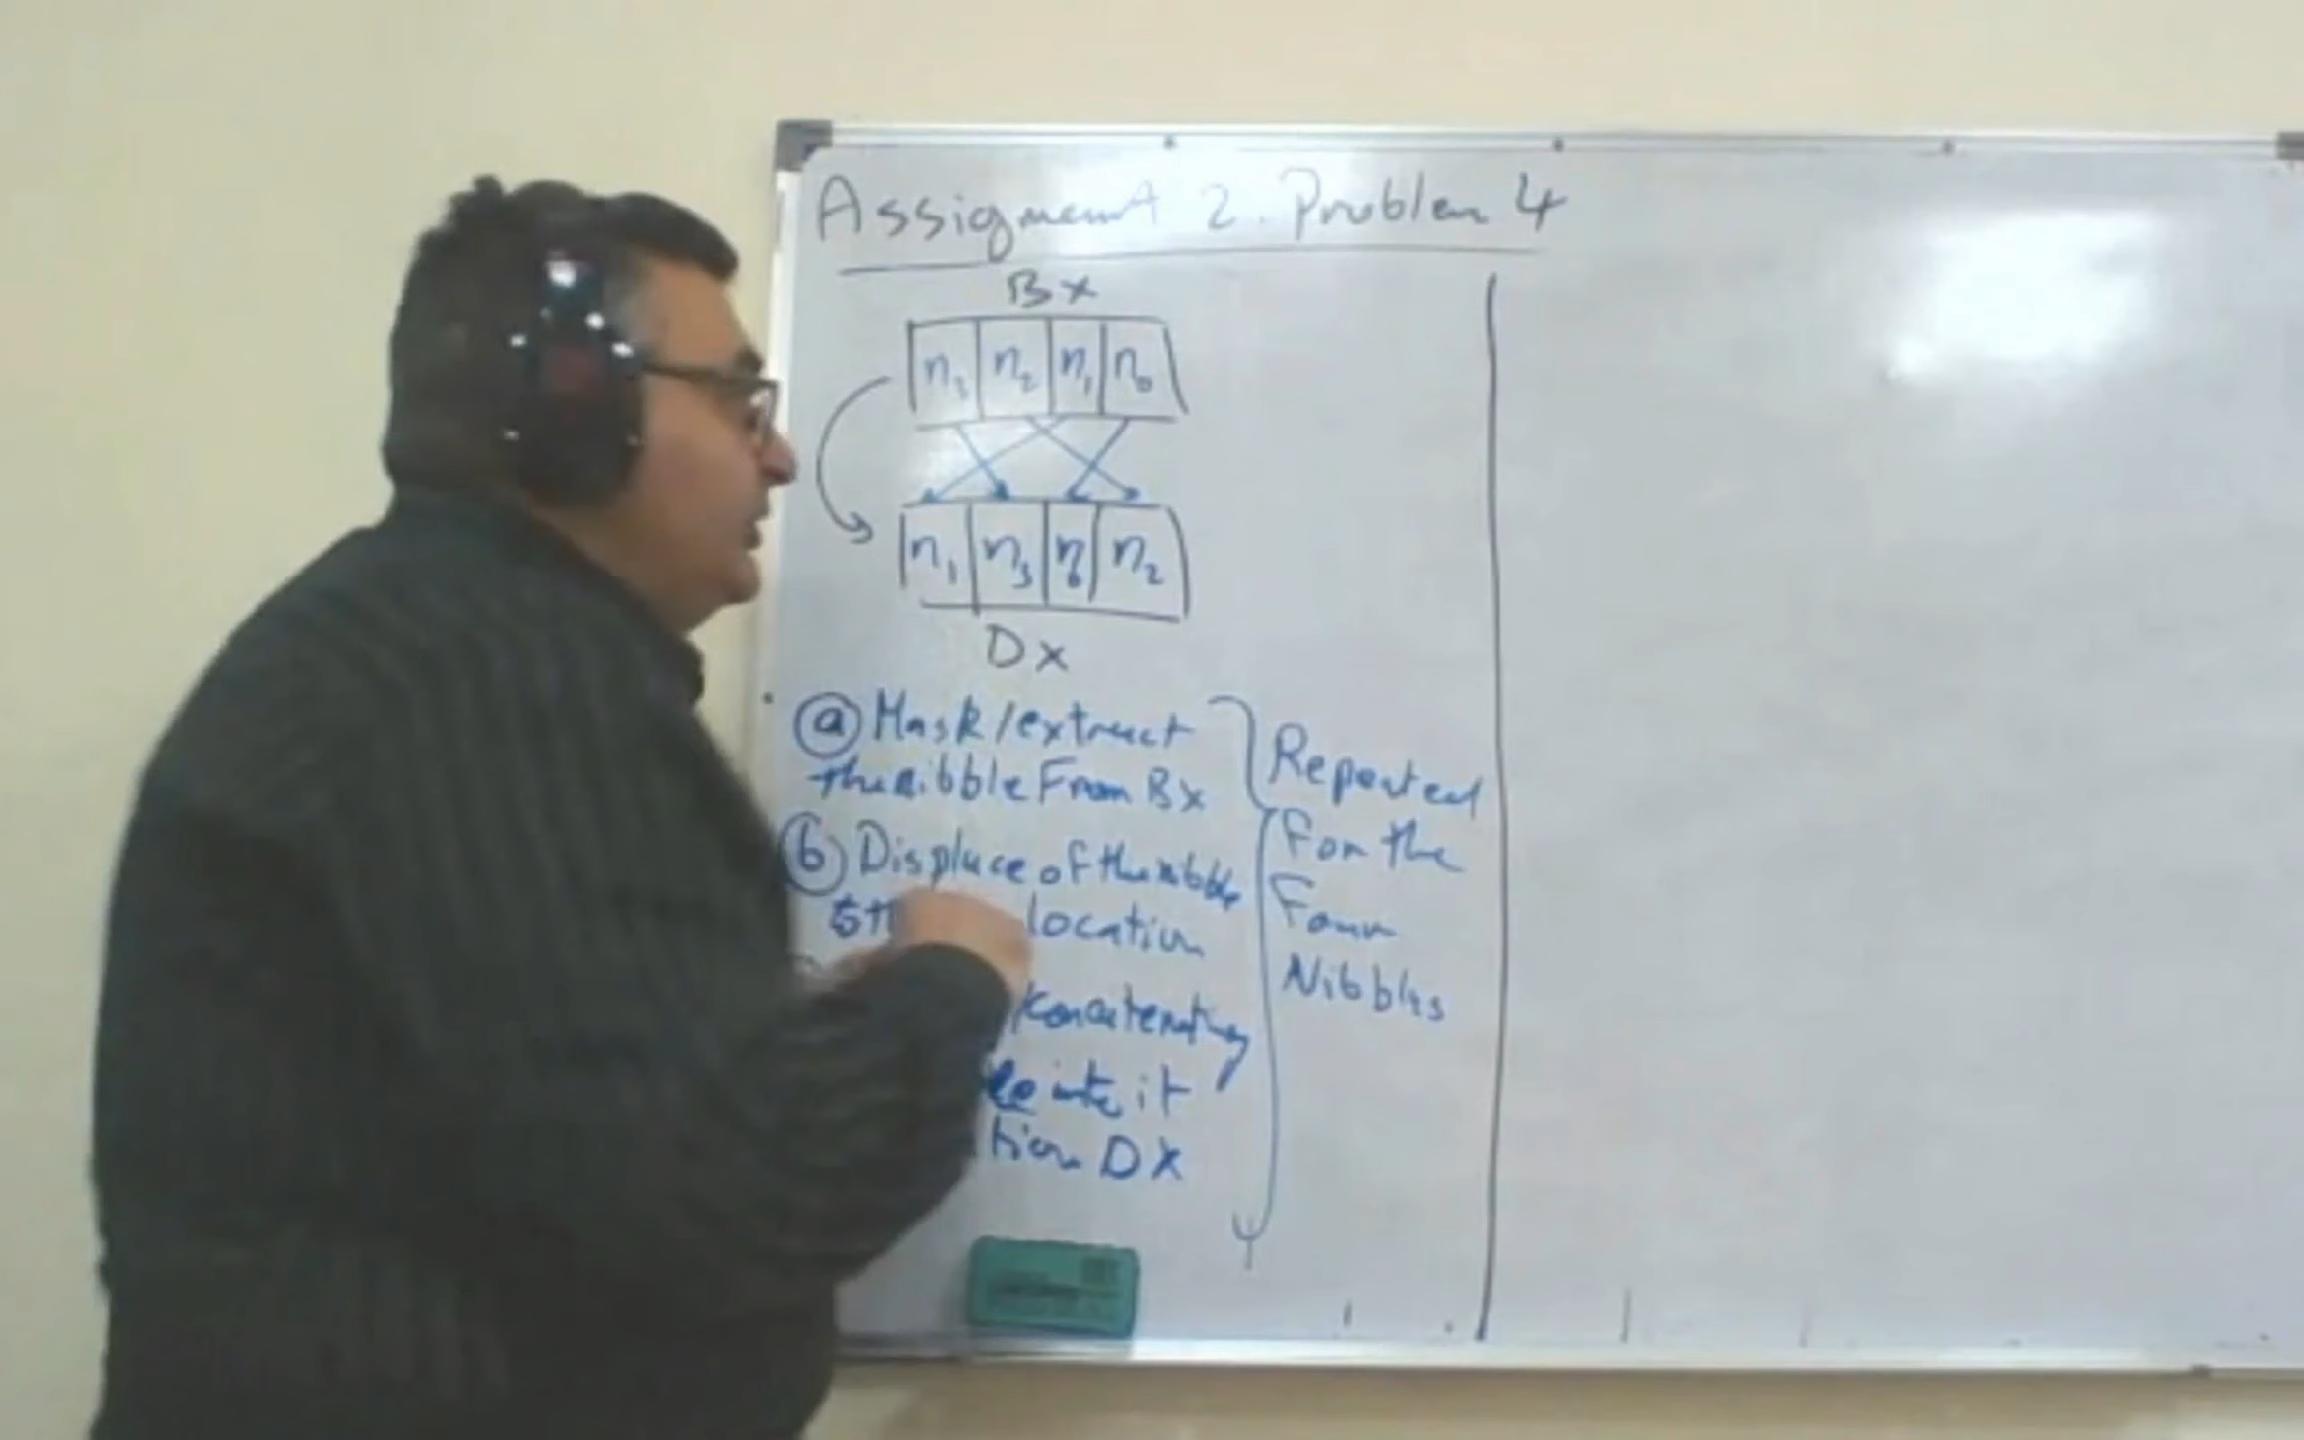 Assigment 2. Problem 4
Bx
n3 n2 n1 n0
n1 n3 n0 n2
Dx
ⓐ Mask/extract
the nibble From Bx
ⓑ Displace of the nibble
location
/concatenating
into it
DX
Repeated
For the
Four
Nibbles